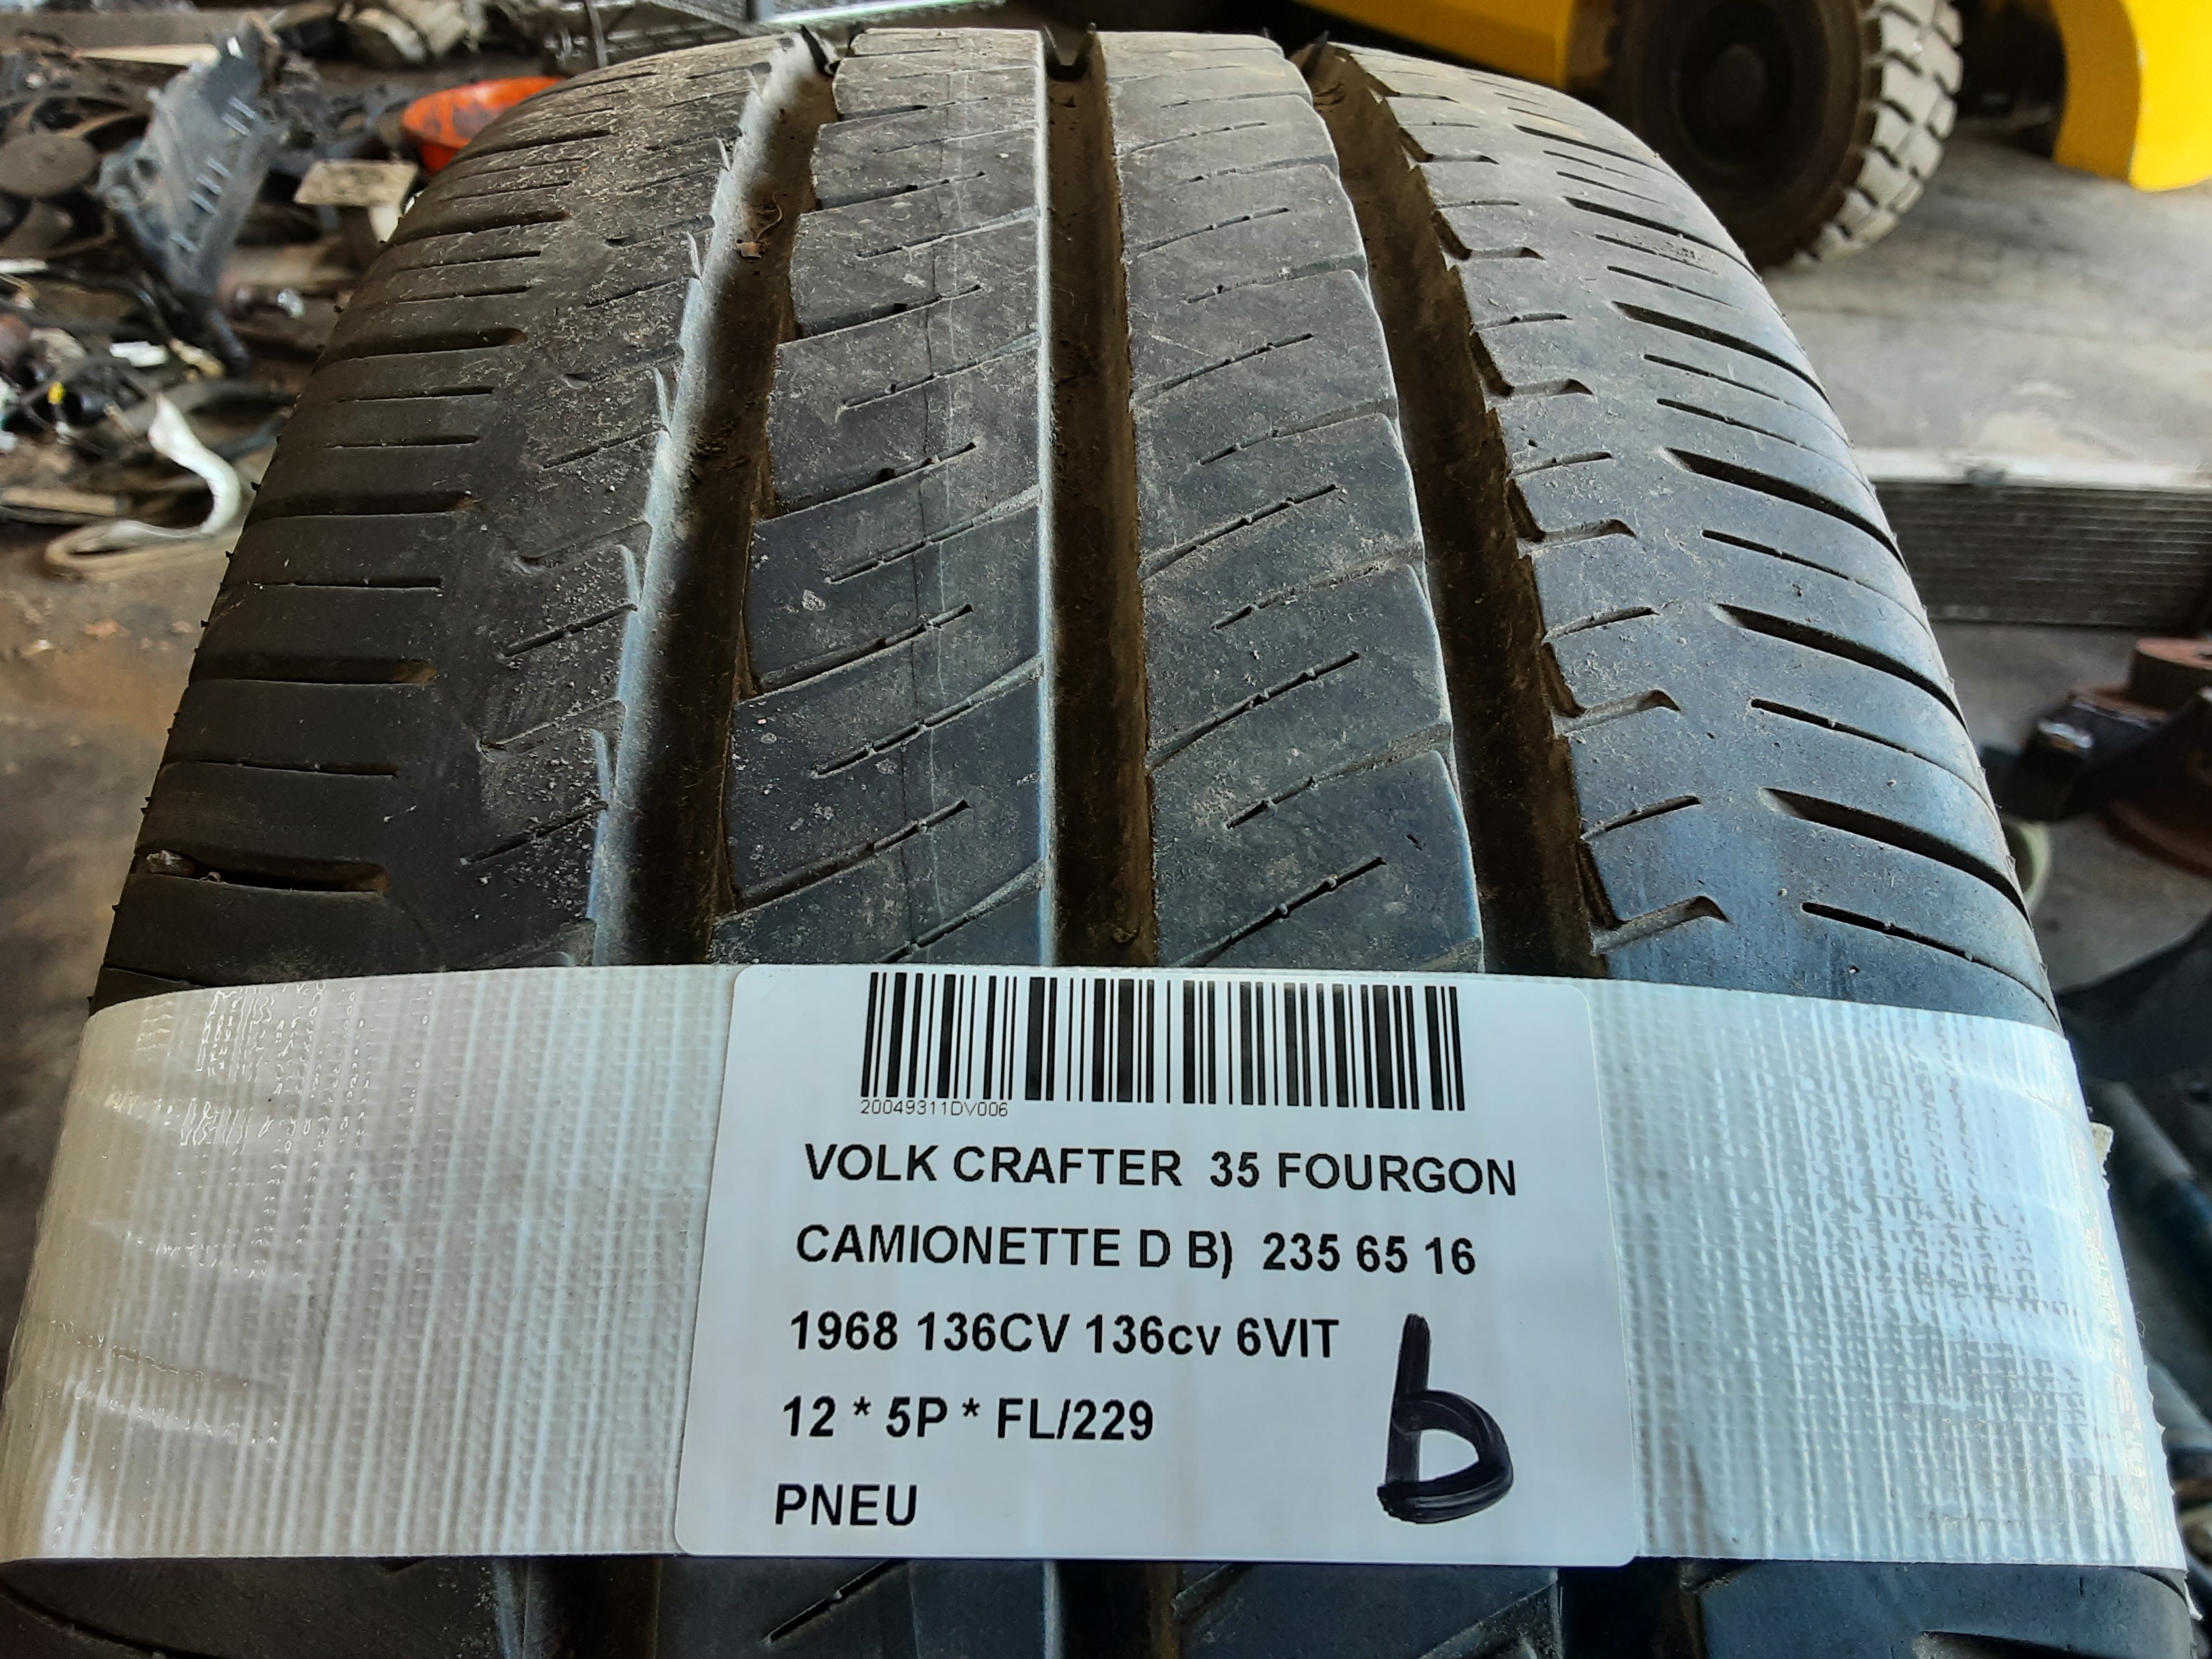 20049311DV006
VOLK CRAFTER 35 FOURGON
CAMIONETTE D B) 235 65 16
1968 136CV 136cv 6VIT
12 * 5P * FL/229
PNEU
b